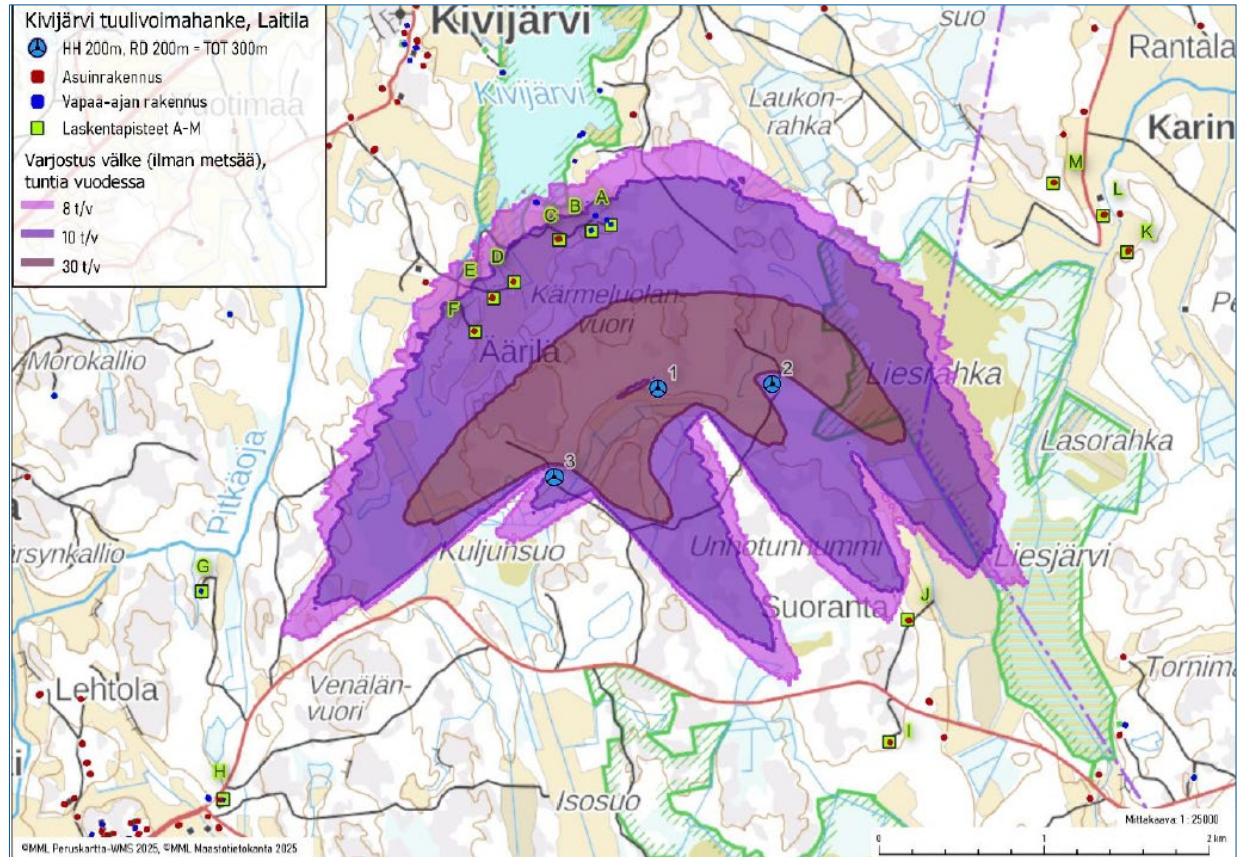 Kivijärvi tuulivoimahanke, Laitila
HH 200m, RD 200m = TOT 300m
Asuinrakennus
Vapaa-ajan rakennus
Laskentapisteet A-M
Varjostus välke (ilman metsää),
tuntia vuodessa
8 t/v
10 t/v
30 t/v
Kivijärvi
suo
Rantala
Kivijärvi
Laukon-
rahka
Karin
M
L
K
A
B
C
D
E
F
Kärmeluolan-
vuori
Äärilä
Morokallio
1
2
Liesrahka
Lasorahka
3
Pitkäoja
Kuljunsuo
Unhotunnummi
Liesjärvi
G
Suoranta
J
Lehtola
Venälän-
vuori
I
H
Isosuo
Mittakaava: 1 : 25000
0
1
2 km
©MML Peruskartta-WMS 2025, ©MML Maastotietokanta 2025